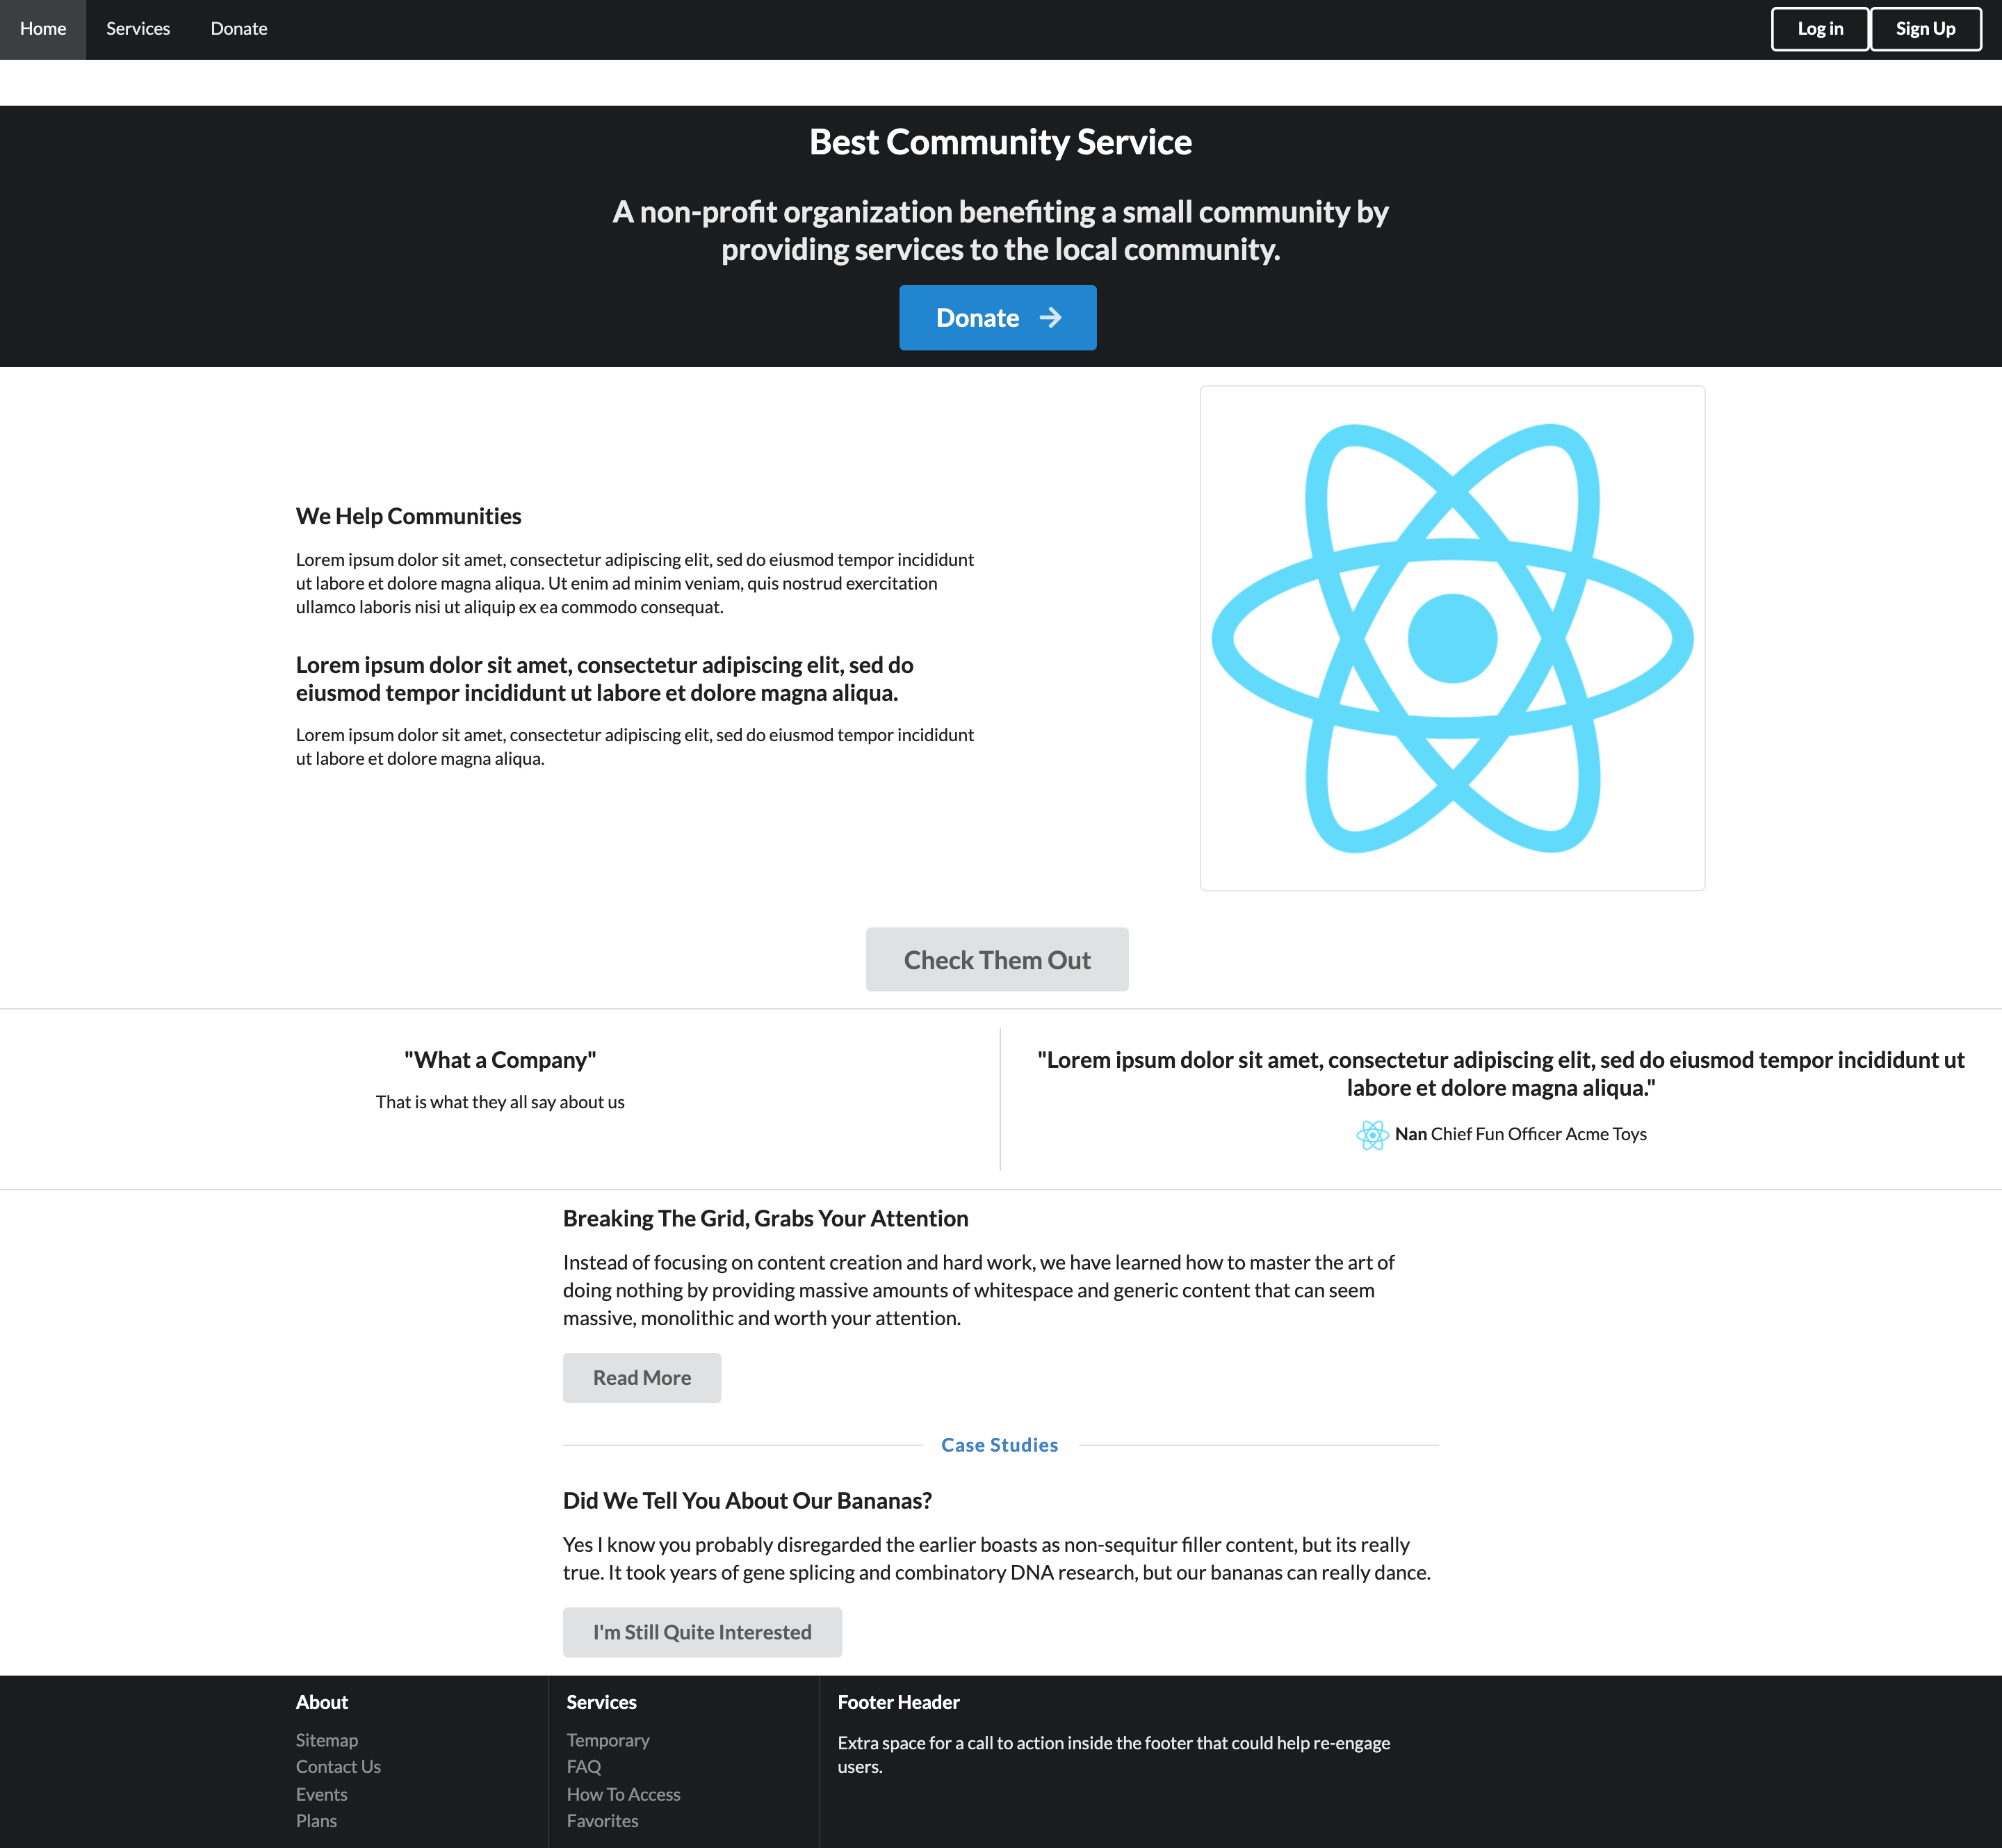 Home
Services
Donate
Log in
Sign Up
Best Community Service
A non-profit organization benefiting a small community by
providing services to the local community.
Donate
We Help Communities
Lorem ipsum dolor sit amet, consectetur adipiscing elit, sed do eiusmod tempor incididunt
ut labore et dolore magna aliqua. Ut enim ad minim veniam, quis nostrud exercitation
ullamco laboris nisi ut aliquip ex ea commodo consequat.
Lorem ipsum dolor sit amet, consectetur adipiscing elit, sed do
eiusmod tempor incididunt ut labore et dolore magna aliqua.
Lorem ipsum dolor sit amet, consectetur adipiscing elit, sed do eiusmod tempor incididunt
ut labore et dolore magna aliqua.
Check Them Out
"What a Company"
That is what they all say about us
"Lorem ipsum dolor sit amet, consectetur adipiscing elit, sed do eiusmod tempor incididunt ut
labore et dolore magna aliqua."
Nan Chief Fun Officer Acme Toys
Breaking The Grid, Grabs Your Attention
Instead of focusing on content creation and hard work, we have learned how to master the art of
doing nothing by providing massive amounts of whitespace and generic content that can seem
massive, monolithic and worth your attention.
Read More
Case Studies
Did We Tell You About Our Bananas?
Yes I know you probably disregarded the earlier boasts as non-sequitur filler content, but its really
true. It took years of gene splicing and combinatory DNA research, but our bananas can really dance.
I'm Still Quite Interested
About
Sitemap
Contact Us
Events
Plans
Services
Temporary
FAQ
How To Access
Favorites
Footer Header
Extra space for a call to action inside the footer that could help re-engage
users.